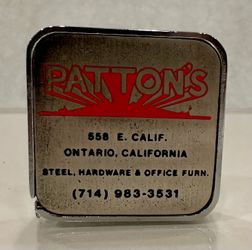 PATTON'S
558 E. CALIF.
ONTARIO, CALIFORNIA
STEEL, HARDWARE & OFFICE FURN.
(714) 983-3531